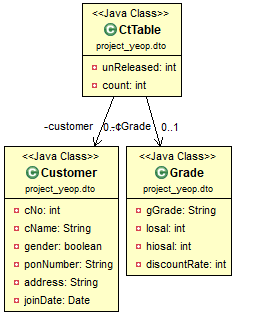 <<Java Class>>
CtTable
project_yeop.dto
unReleased: int
count: int
-customer 0..1
-cGrade 0..1
<<Java Class>>
Customer
project_yeop.dto
cNo: int
cName: String
gender: boolean
ponNumber: String
address: String
joinDate: Date
<<Java Class>>
Grade
project_yeop.dto
gGrade: String
losal: int
hiosal: int
discountRate: int